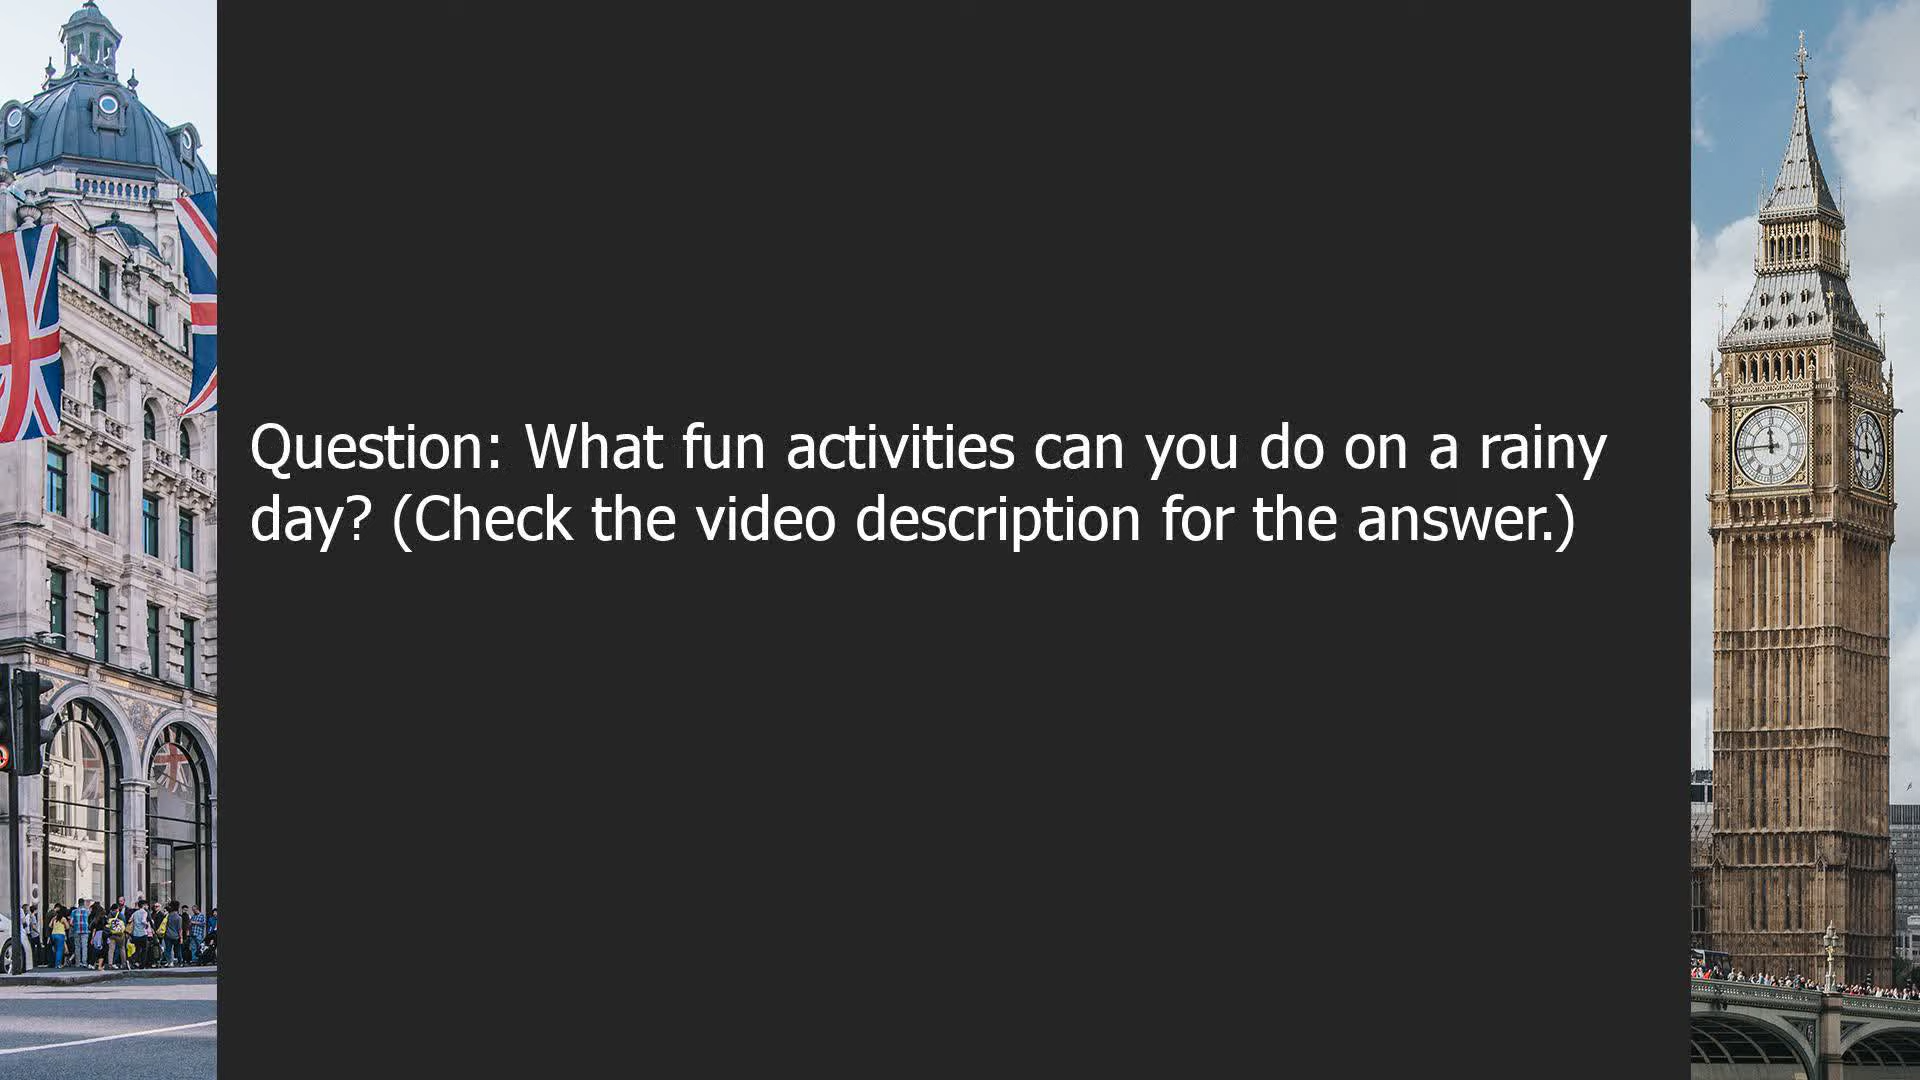 Question: What fun activities can you do on a rainy
day? (Check the video description for the answer.)